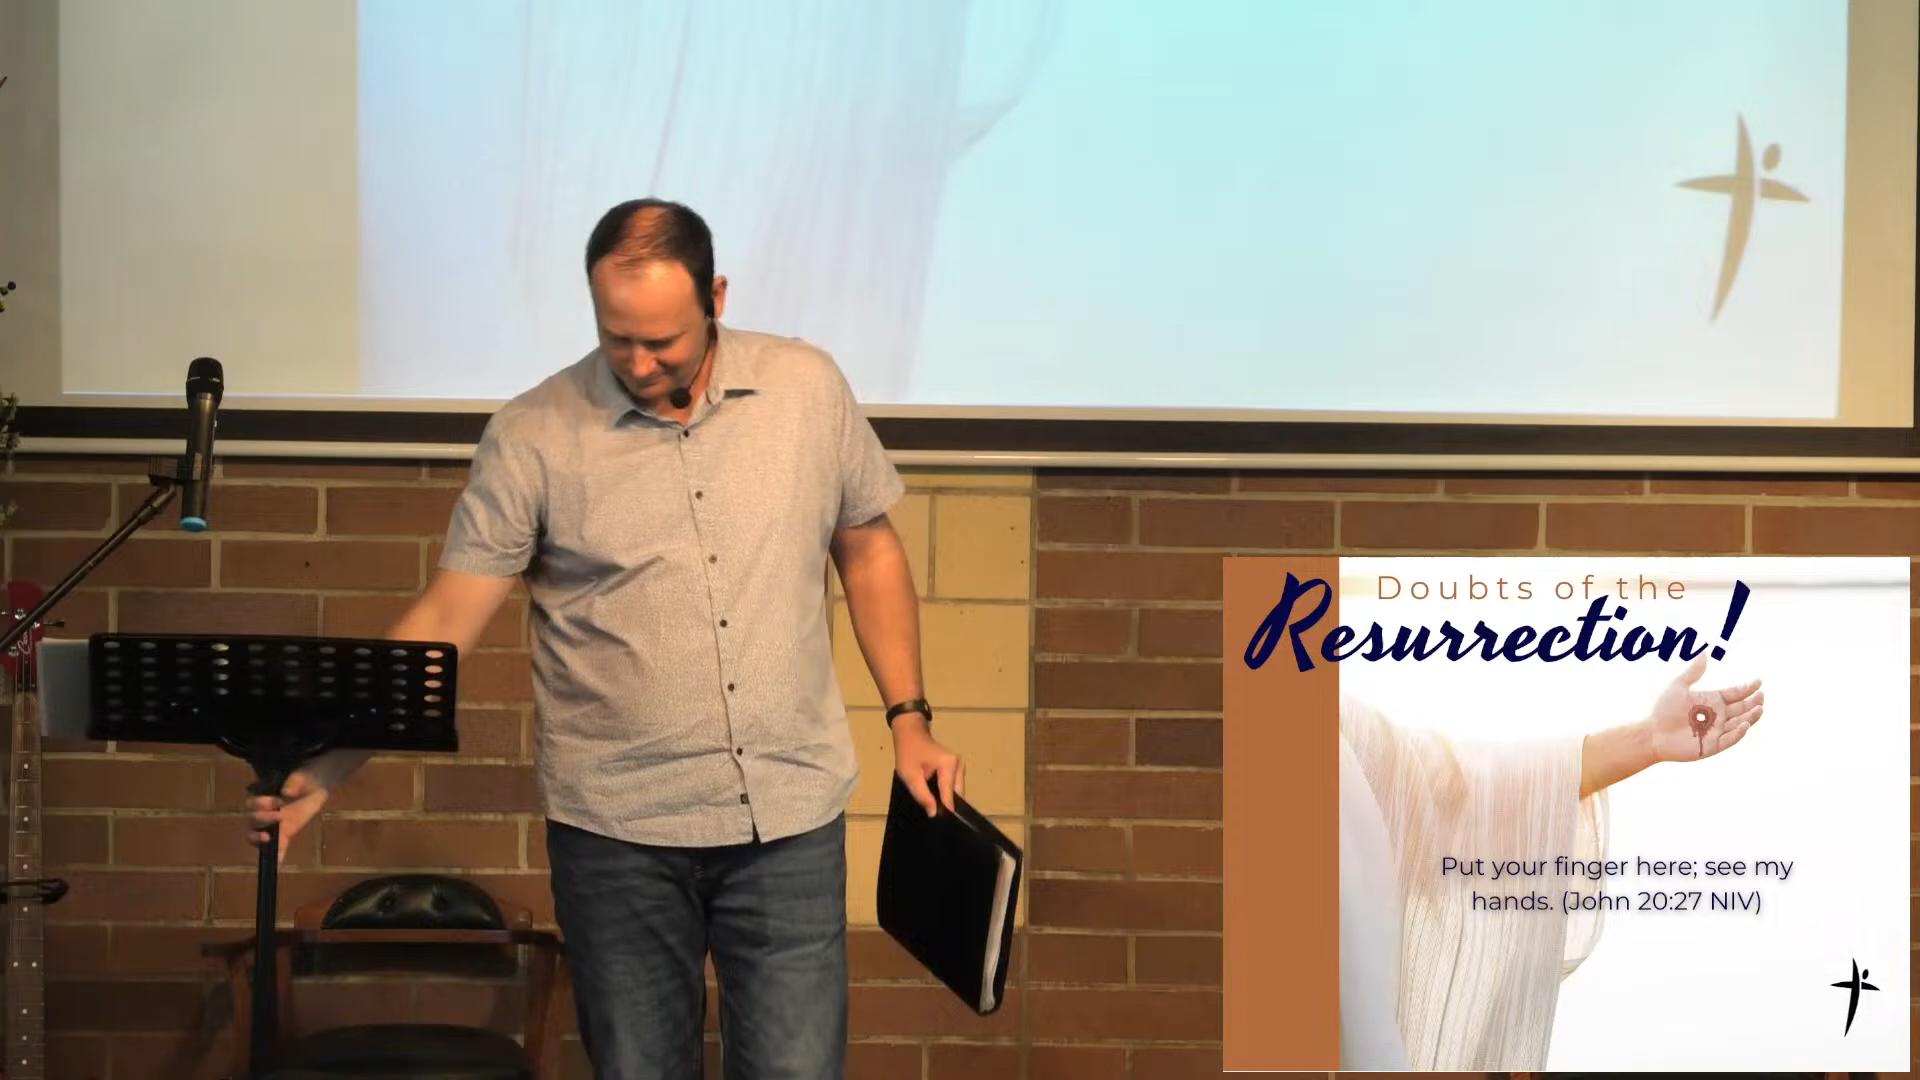 Doubts of the
Resurrection!
Put your finger here; see my
hands. (John 20:27 NIV)